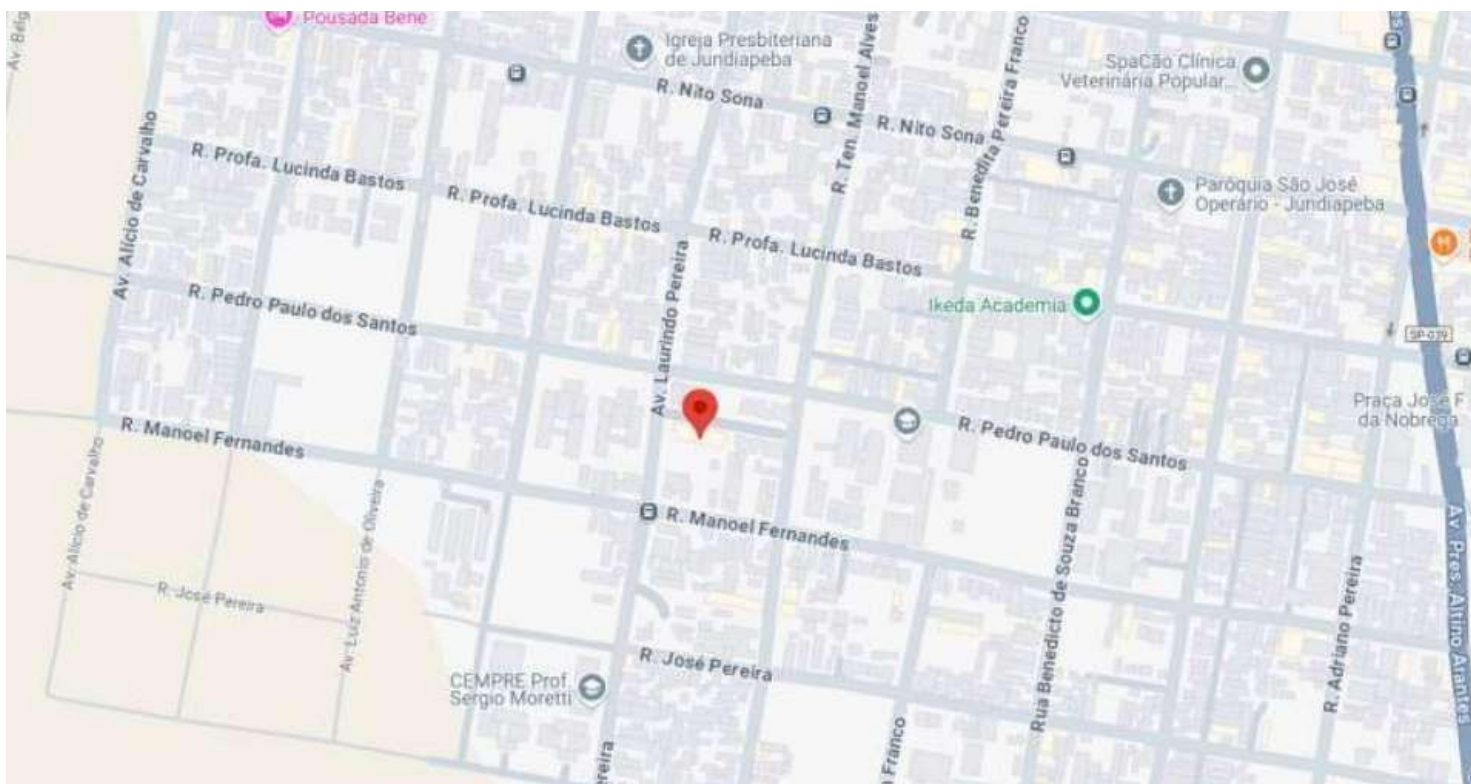 Pousada Bene
Av. Bélg
Igreja Presbiteriana
de Jundiapeba
R. Nito Sona
R. Ten. Manoel Alves
R. Benedita Pereira Franco
SpaCão Clínica
Veterinária Popular...
R. Nito Sona
Av. Alício de Carvalho
R. Profa. Lucinda Bastos
R. Profa. Lucinda Bastos
R. Profa. Lucinda Bastos
Paróquia São José
Operário - Jundiapeba
R. Pedro Paulo dos Santos
Av. Laurindo Pereira
Ikeda Academia
SP-039
Praça José F
da Nobrega
R. Manoel Fernandes
R. Pedro Paulo dos Santos
Av. Alício de Carvalho
Av. Luiz Antonio de Oliveira
R. Manoel Fernandes
Rua Benedicto de Souza Branco
Av. Pres. Altino Arantes
R. José Pereira
R. José Pereira
R. Adriano Pereira
CEMPRE Prof.
Sergio Moretti
ereira
a Franco